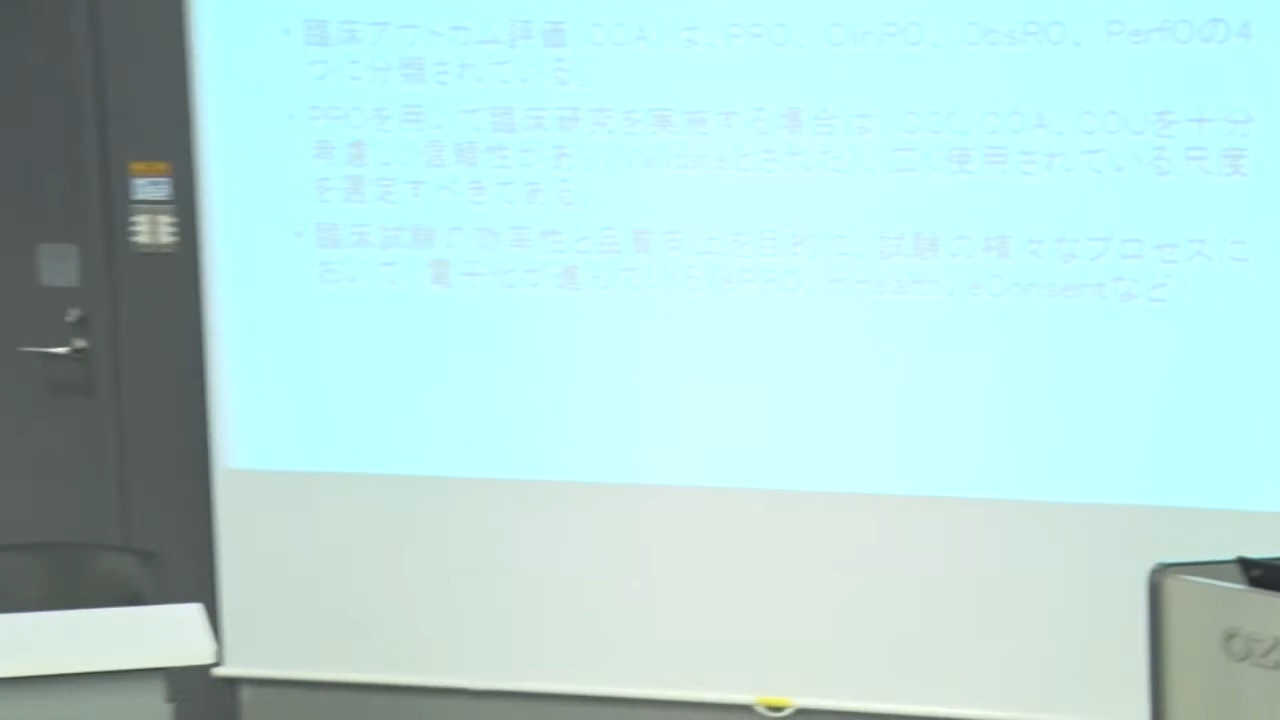 ・臨床アウトカム評価(COA)は、PRO、ClinRO、ObsRO、PerfOの4
つに分類されている。
・PROを用いて臨床研究を実施する場合は、COI, COA, COUを十分
考慮し、信頼性があり、広く使用されている尺度
を選定すべきである
・臨床試験の効率性と品質向上を目的に、試験の様々なプロセスに
おいて、電子化が進んでいる(ePRO, eConsentなど